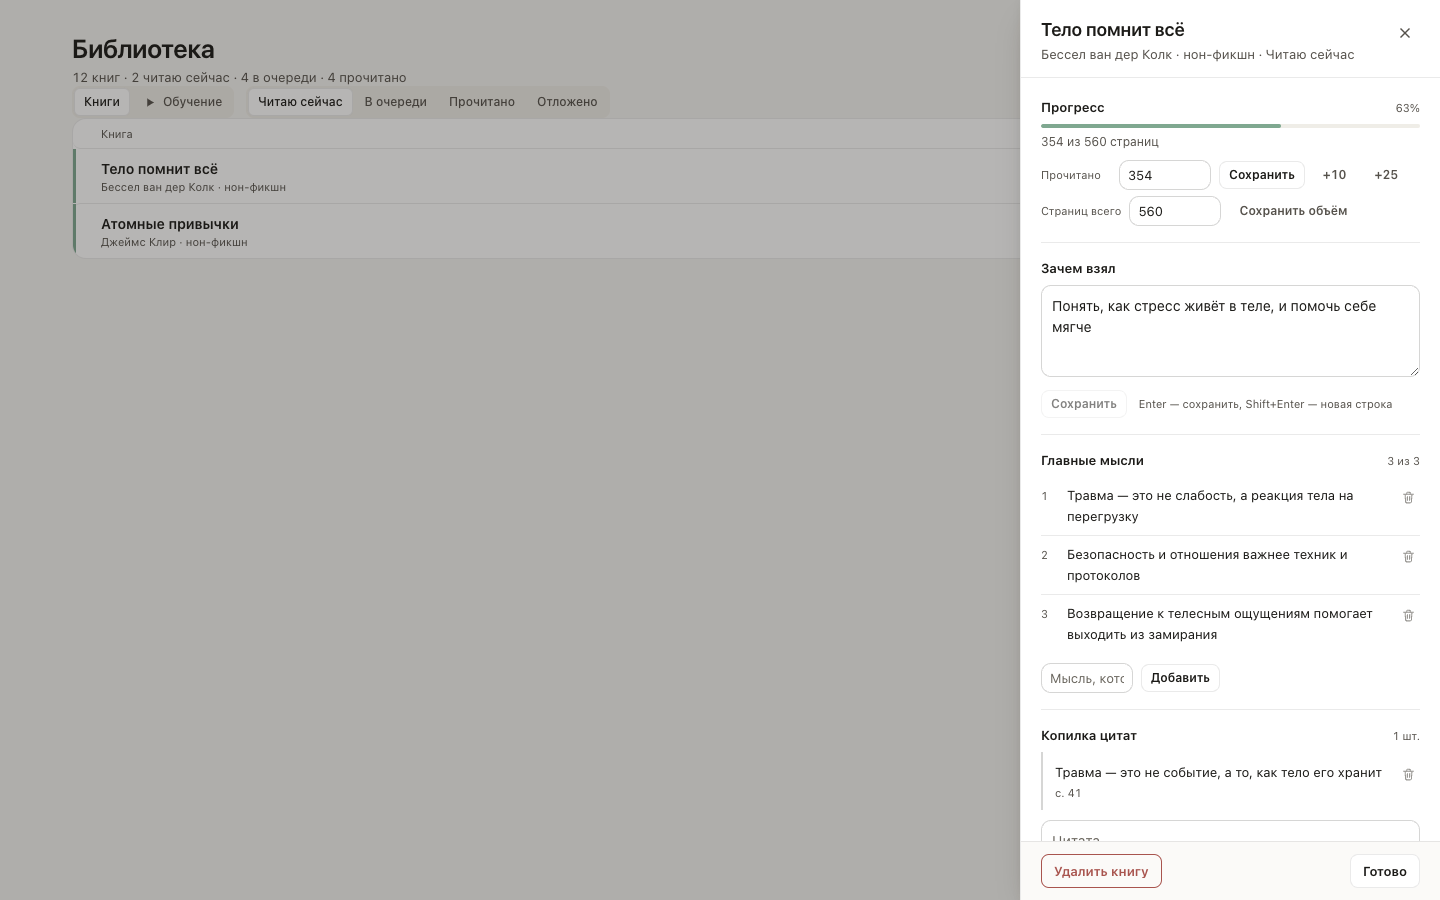 Библиотека
12 книг · 2 читаю сейчас · 4 в очереди · 4 прочитано
Книги
Обучение
Читаю сейчас
В очереди
Прочитано
Отложено
Книга
Тело помнит всё
Бессел ван дер Колк · нон-фикшн
Атомные привычки
Джеймс Клир · нон-фикшн
Тело помнит всё
Бессел ван дер Колк · нон-фикшн · Читаю сейчас
Прогресс
63%
354 из 560 страниц
Прочитано
354
Сохранить
+10
+25
Страниц всего
560
Сохранить объём
Зачем взял
Понять, как стресс живёт в теле, и помочь себе
мягче
Сохранить
Enter — сохранить, Shift+Enter — новая строка
Главные мысли
3 из 3
1
Травма — это не слабость, а реакция тела на
перегрузку
2
Безопасность и отношения важнее техник и
протоколов
3
Возвращение к телесным ощущениям помогает
выходить из замирания
Мысль, кото
Добавить
Копилка цитат
1 шт.
Травма — это не событие, а то, как тело его хранит
с. 41
Цитата
Удалить книгу
Готово